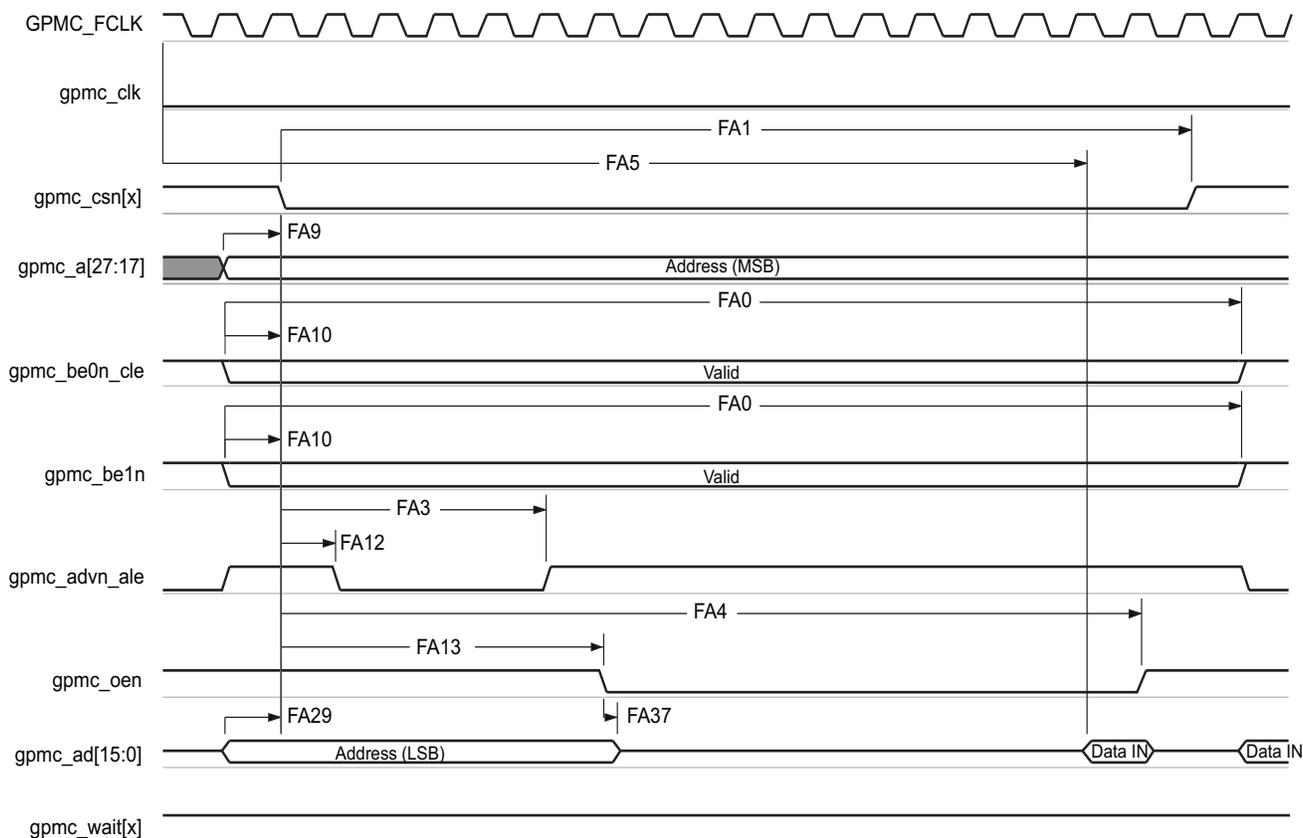 GPMC_FCLK
gpmc_clk
FA1
FA5
gpmc_csn[x]
FA9
gpmc_a[27:17]
Address (MSB)
FA0
FA10
gpmc_be0n_cle
Valid
FA0
FA10
gpmc_be1n
Valid
FA3
FA12
gpmc_advn_ale
FA4
FA13
gpmc_oen
FA29
FA37
gpmc_ad[15:0]
Address (LSB)
Data IN
Data IN
gpmc_wait[x]